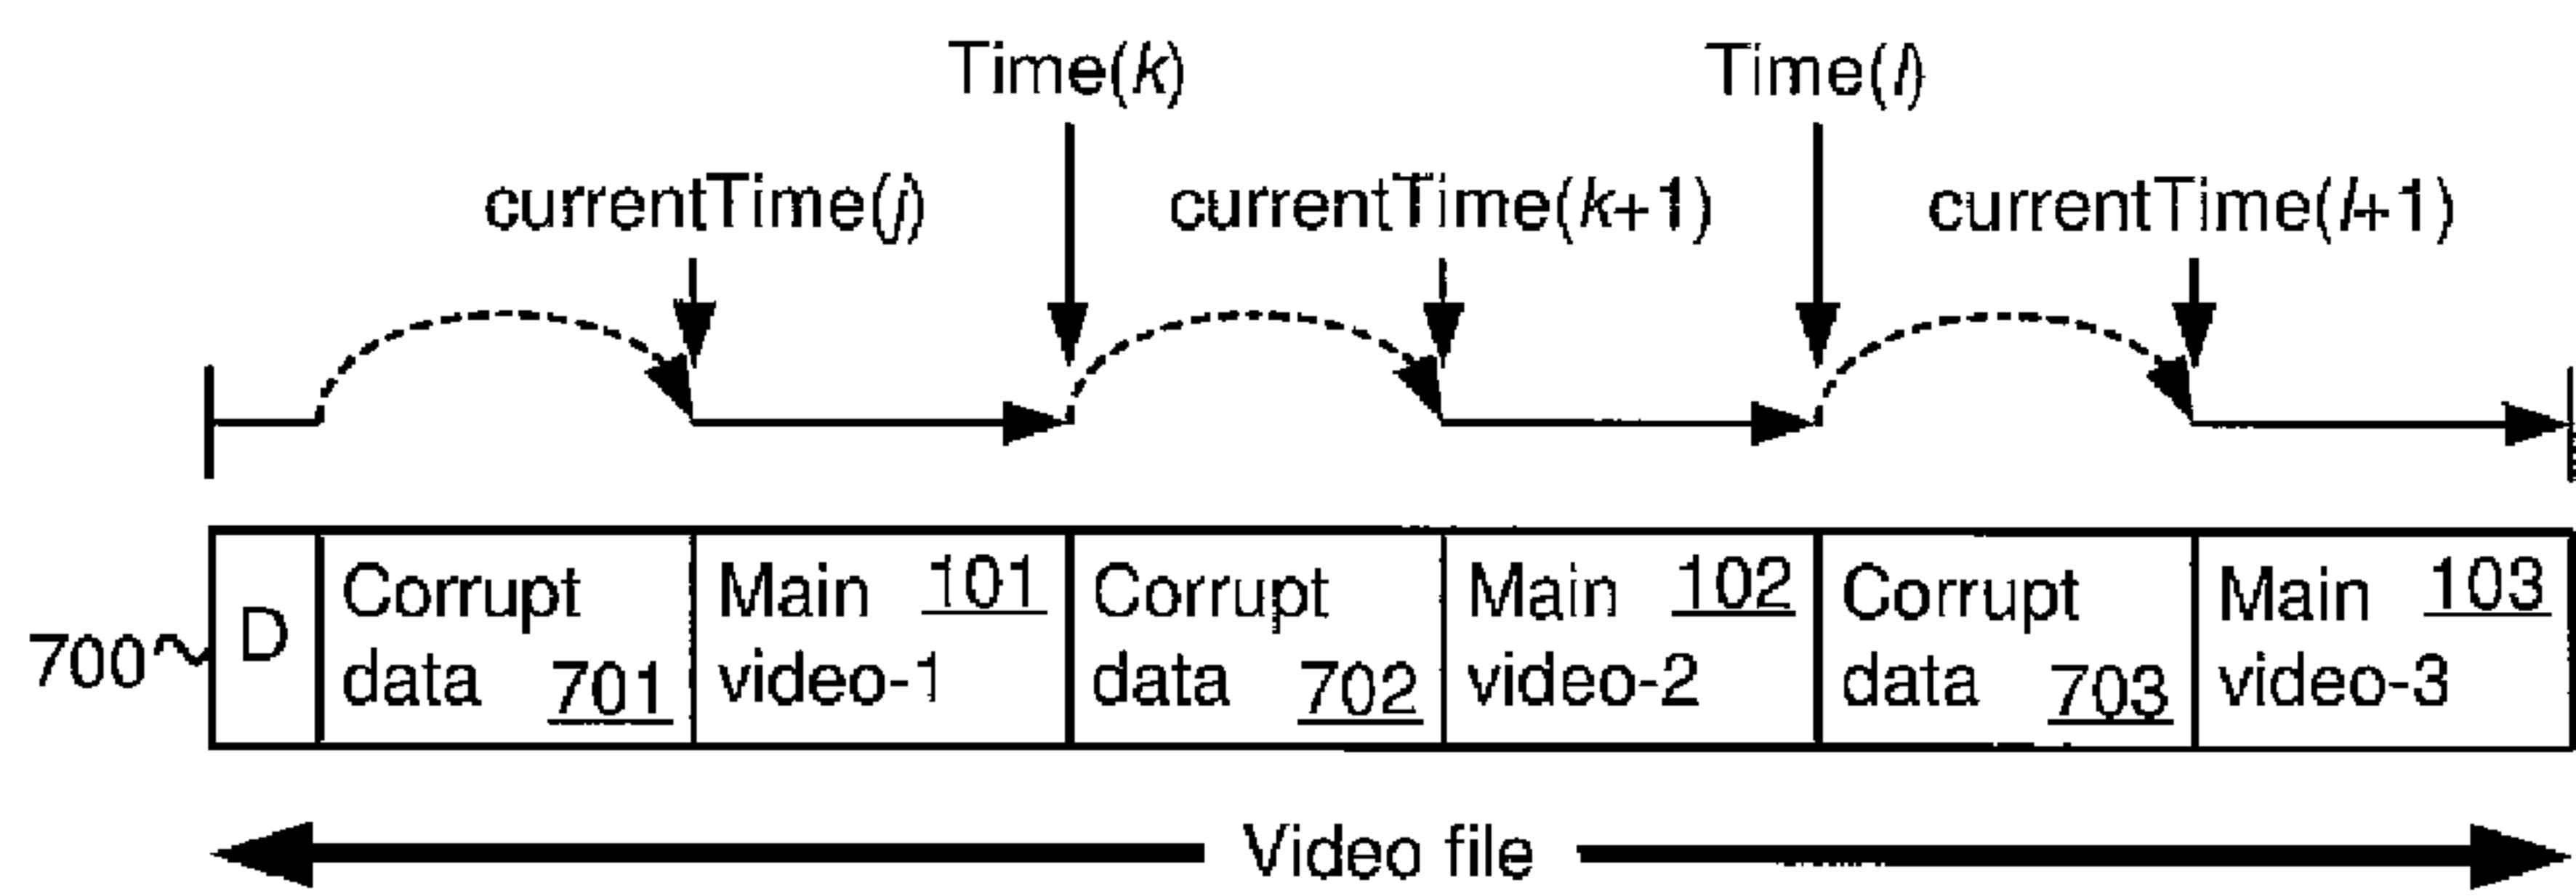 Time(k)
Time(l)
currentTime(j)
currentTime(k+1)
currentTime(l+1)
700
D
Corrupt
data 701
Main 101
video-1
Corrupt
data 702
Main 102
video-2
Corrupt
data 703
Main 103
video-3
Video file